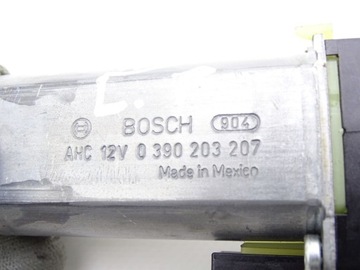 BOSCH 904
AHC 12V 0 390 203 207
Made in Mexico